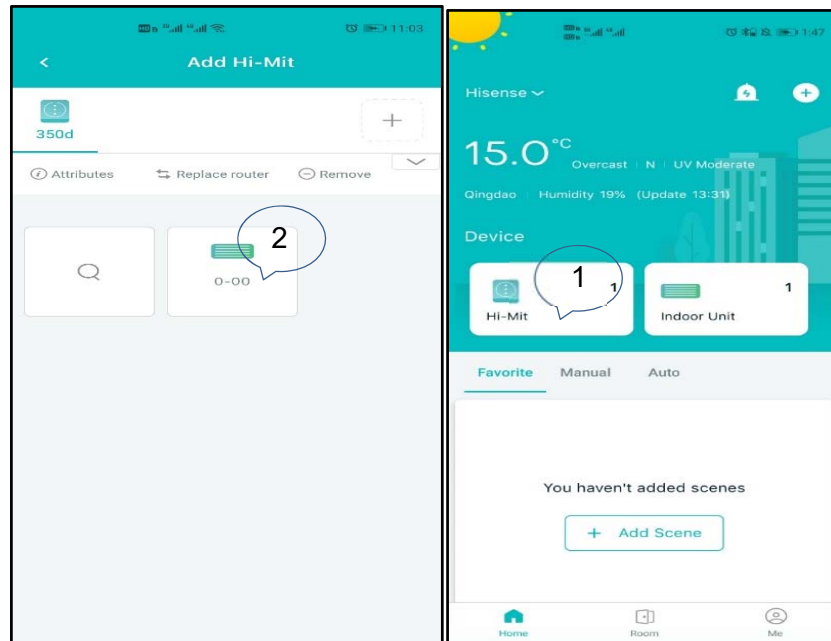 11:03
Add Hi-Mit
350d
Attributes
Replace router
Remove
2
0-00
1:47
Hisense
15.0°C
Overcast | N | UV Moderate
Qingdao | Humidity 19% (Update 13:31)
Device
1
1
Hi-Mit
1
Indoor Unit
Favorite
Manual
Auto
You haven't added scenes
+ Add Scene
Home
Room
Me